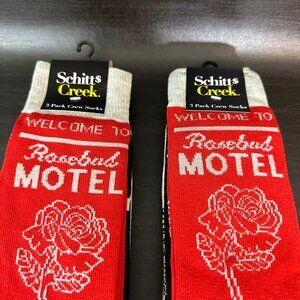 Schitt$
Creek.
3 Pack Crew Socks
WELCOME TO
Rosebud
MOTEL
Schitt$
Creek.
3 Pack Crew Socks
WELCOME TO
Rosebud
MOTEL